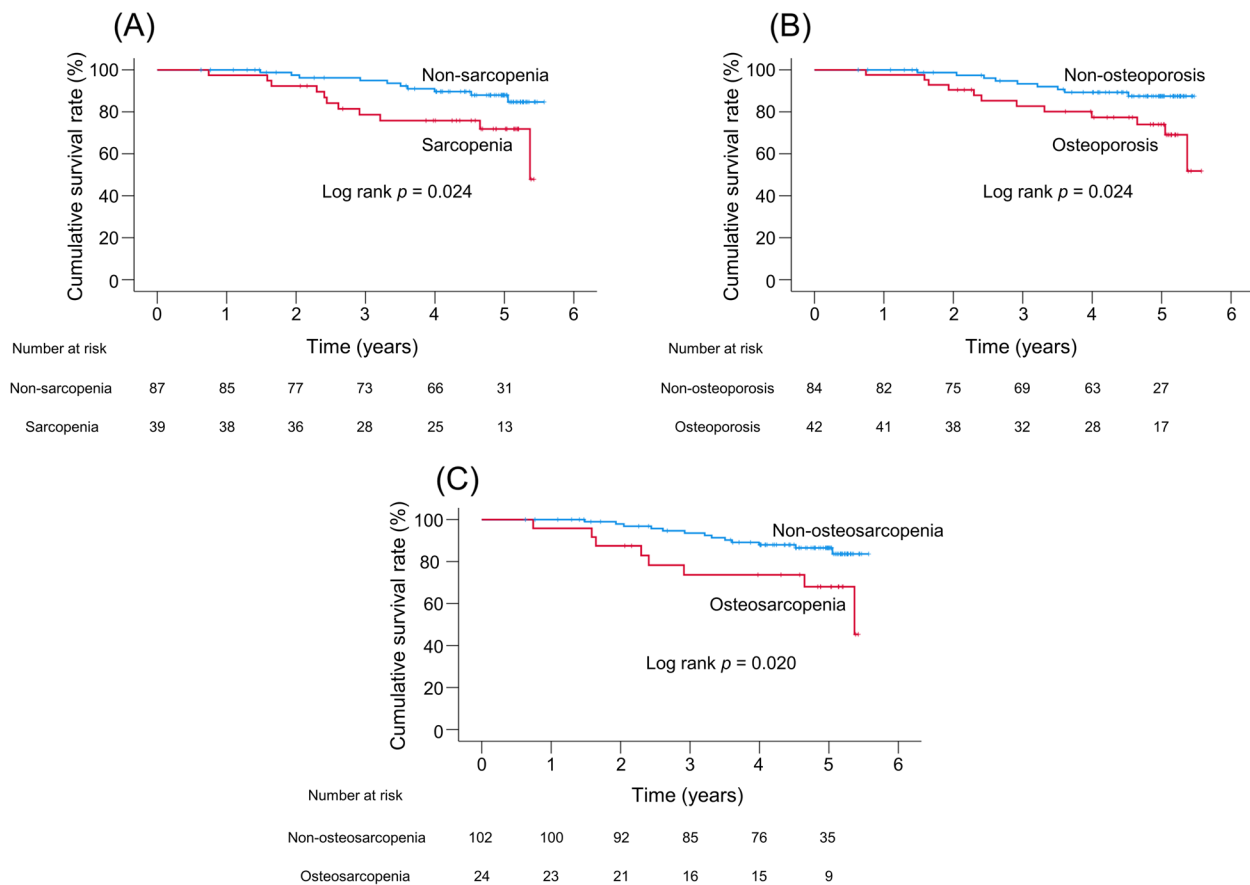 (A)
Cumulative survival rate (%)
100
80
60
40
20
0
Non-sarcopenia
Sarcopenia
Log rank p = 0.024
0 1 2 3 4 5 6
Time (years)
Number at risk
Non-sarcopenia 87 85 77 73 66 31
Sarcopenia 39 38 36 28 25 13
(B)
Cumulative survival rate (%)
100
80
60
40
20
0
Non-osteoporosis
Osteoporosis
Log rank p = 0.024
0 1 2 3 4 5 6
Time (years)
Number at risk
Non-osteoporosis 84 82 75 69 63 27
Osteoporosis 42 41 38 32 28 17
(C)
Cumulative survival rate (%)
100
80
60
40
20
0
Non-osteosarcopenia
Osteosarcopenia
Log rank p = 0.020
0 1 2 3 4 5 6
Time (years)
Number at risk
Non-osteosarcopenia 102 100 92 85 76 35
Osteosarcopenia 24 23 21 16 15 9